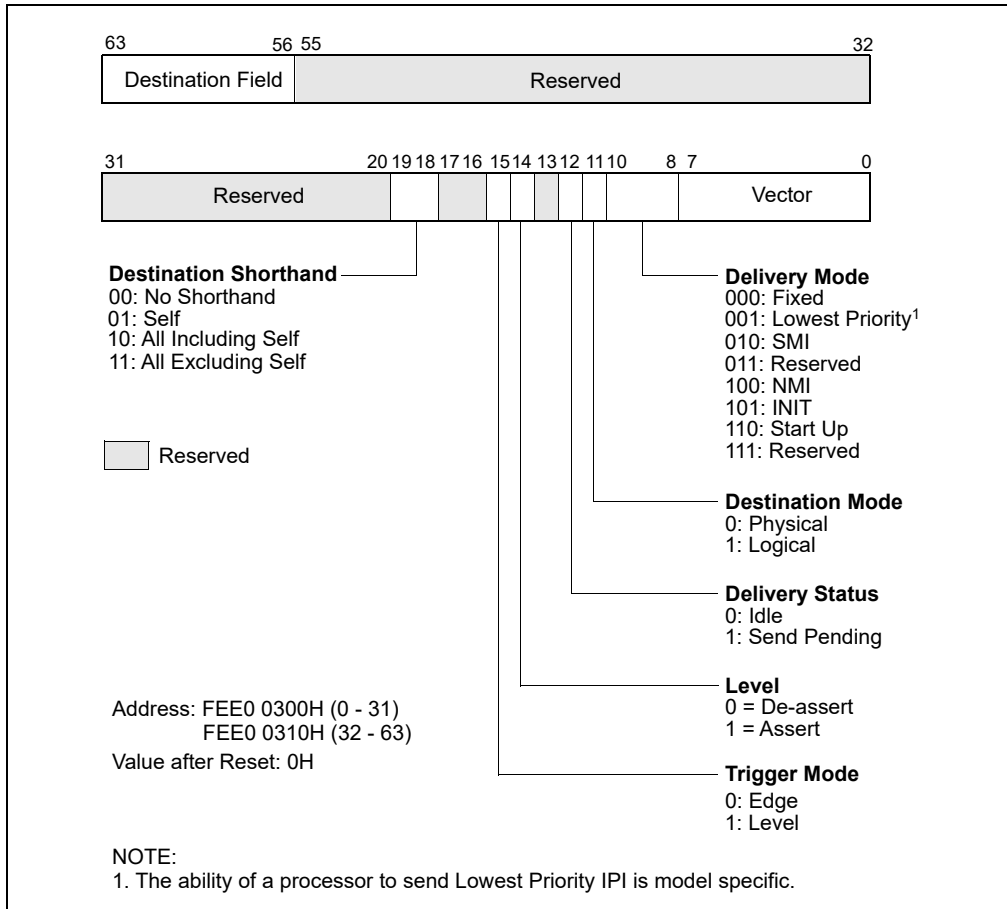 63 56 55 32
Destination Field Reserved
31 20 19 18 17 16 15 14 13 12 11 10 8 7 0
Reserved Vector
Destination Shorthand
00: No Shorthand
01: Self
10: All Including Self
11: All Excluding Self
Reserved
Delivery Mode
000: Fixed
001: Lowest Priority¹
010: SMI
011: Reserved
100: NMI
101: INIT
110: Start Up
111: Reserved
Destination Mode
0: Physical
1: Logical
Delivery Status
0: Idle
1: Send Pending
Level
0 = De-assert
1 = Assert
Trigger Mode
0: Edge
1: Level
Address: FEE0 0300H (0 - 31)
FEE0 0310H (32 - 63)
Value after Reset: 0H
NOTE:
1. The ability of a processor to send Lowest Priority IPI is model specific.